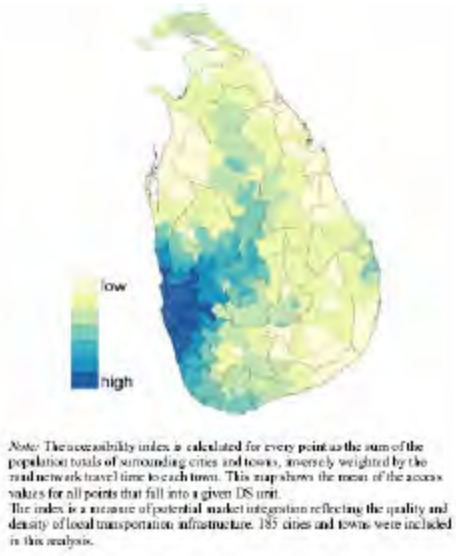 low
high
Note: The accessibility index is calculated for every point as the sum of the
population totals of surrounding cities and towns, inversely weighted by the
road network travel time to each town. This map shows the mean of the access
values for all points that fall into a given DS unit.
The index is a measure of potential market integration reflecting the quality and
density of local transportation infrastructure. 185 cities and towns were included
in this analysis.